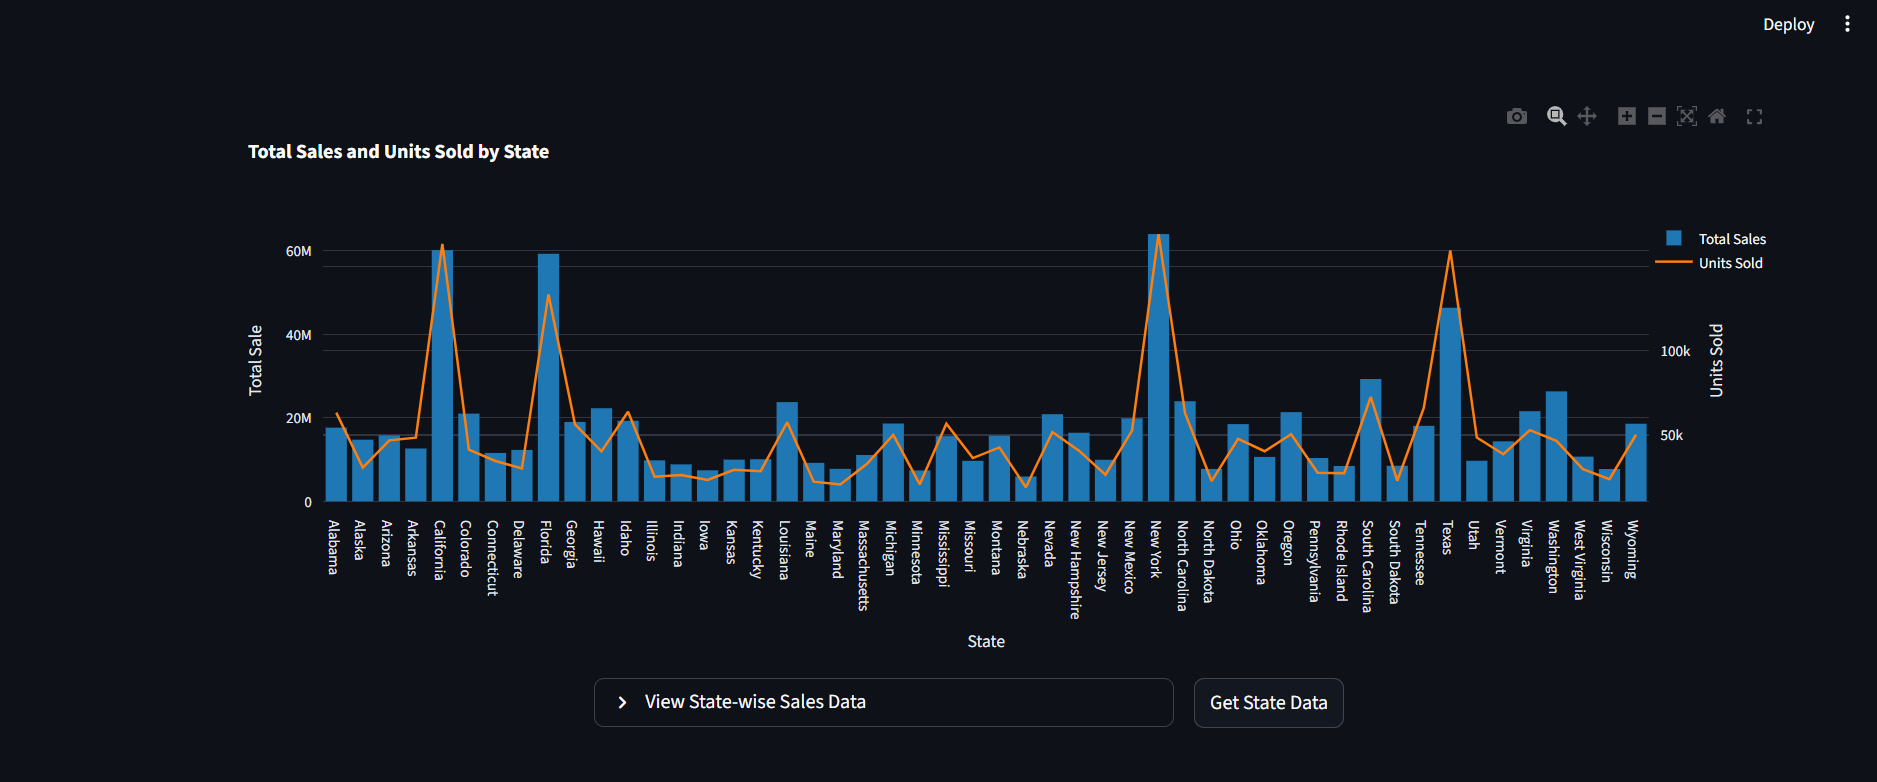 Deploy
Total Sales and Units Sold by State
Total Sales
Units Sold
60M
40M
20M
0
Total Sale
100k
50k
Units Sold
Alabama
Alaska
Arizona
Arkansas
California
Colorado
Connecticut
Delaware
Florida
Georgia
Hawaii
Idaho
Illinois
Indiana
Iowa
Kansas
Kentucky
Louisiana
Maine
Maryland
Massachusetts
Michigan
Minnesota
Mississippi
Missouri
Montana
Nebraska
Nevada
New Hampshire
New Jersey
New Mexico
New York
North Carolina
North Dakota
Ohio
Oklahoma
Oregon
Pennsylvania
Rhode Island
South Carolina
South Dakota
Tennessee
Texas
Utah
Vermont
Virginia
Washington
West Virginia
Wisconsin
Wyoming
State
View State-wise Sales Data
Get State Data